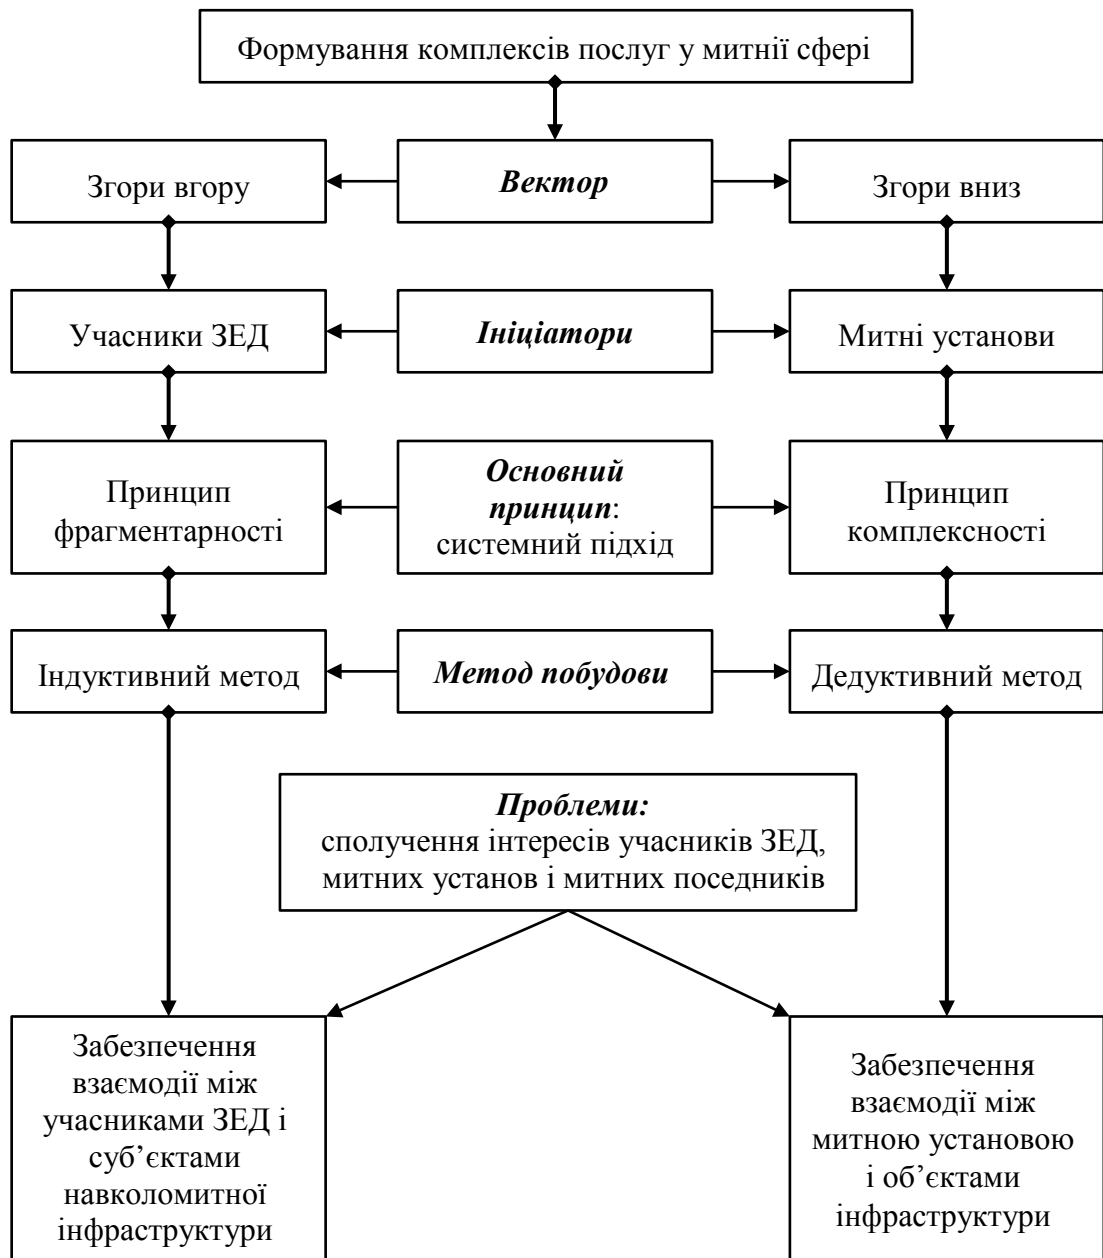 Формування комплексів послуг у митнії сфері
Згори вгору
Вектор
Згори вниз
Учасники ЗЕД
Ініціатори
Митні установи
Принцип
фрагментарності
Основний
принцип:
системний підхід
Принцип
комплексності
Індуктивний метод
Метод побудови
Дедуктивний метод
Проблеми:
сполучення інтересів учасників ЗЕД,
митних установ і митних поседників
Забезпечення
взаємодії між
учасниками ЗЕД і
суб’єктами
навколомитної
інфраструктури
Забезпечення
взаємодії між
митною установою
і об’єктами
інфраструктури